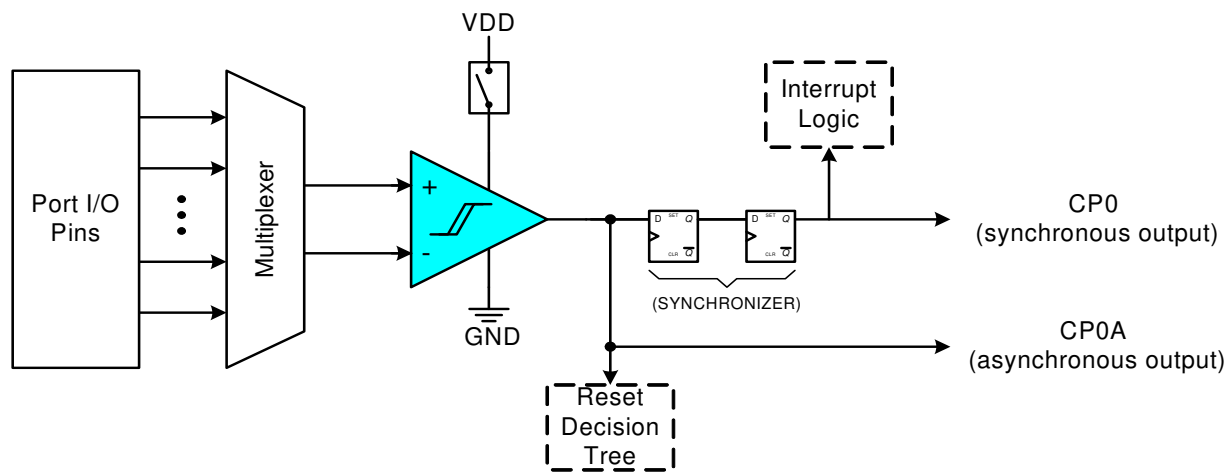 VDD
Port I/O
Pins
Multiplexer
+
-
GND
D
SET
Q
CLR
Q
D
SET
Q
CLR
Q
(SYNCHRONIZER)
Interrupt
Logic
CP0
(synchronous output)
CP0A
(asynchronous output)
Reset
Decision
Tree